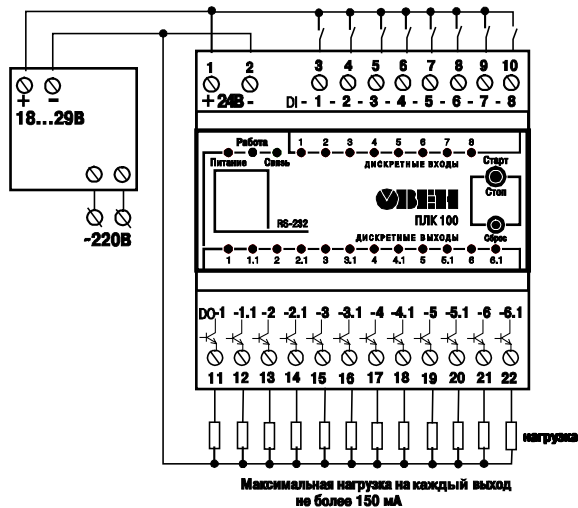 1 2 3 4 5 6 7 8 9 10
+ 24В - DI - 1 - 2 - 3 - 4 - 5 - 6 - 7 - 8
+ -
18...29В
~220В
Работа
Питание Связь
1 2 3 4 5 6 7 8
ДИСКРЕТНЫЕ ВХОДЫ
Старт
Стоп
ОВЕН
ПЛК 100
RS-232
ДИСКРЕТНЫЕ ВЫХОДЫ
Сброс
1 1.1 2 2.1 3 3.1 4 4.1 5 5.1 6 6.1
DO-1 -1.1 -2 -2.1 -3 -3.1 -4 -4.1 -5 -5.1 -6 -6.1
11 12 13 14 15 16 17 18 19 20 21 22
нагрузка
Максимальная нагрузка на каждый выход
не более 150 мА